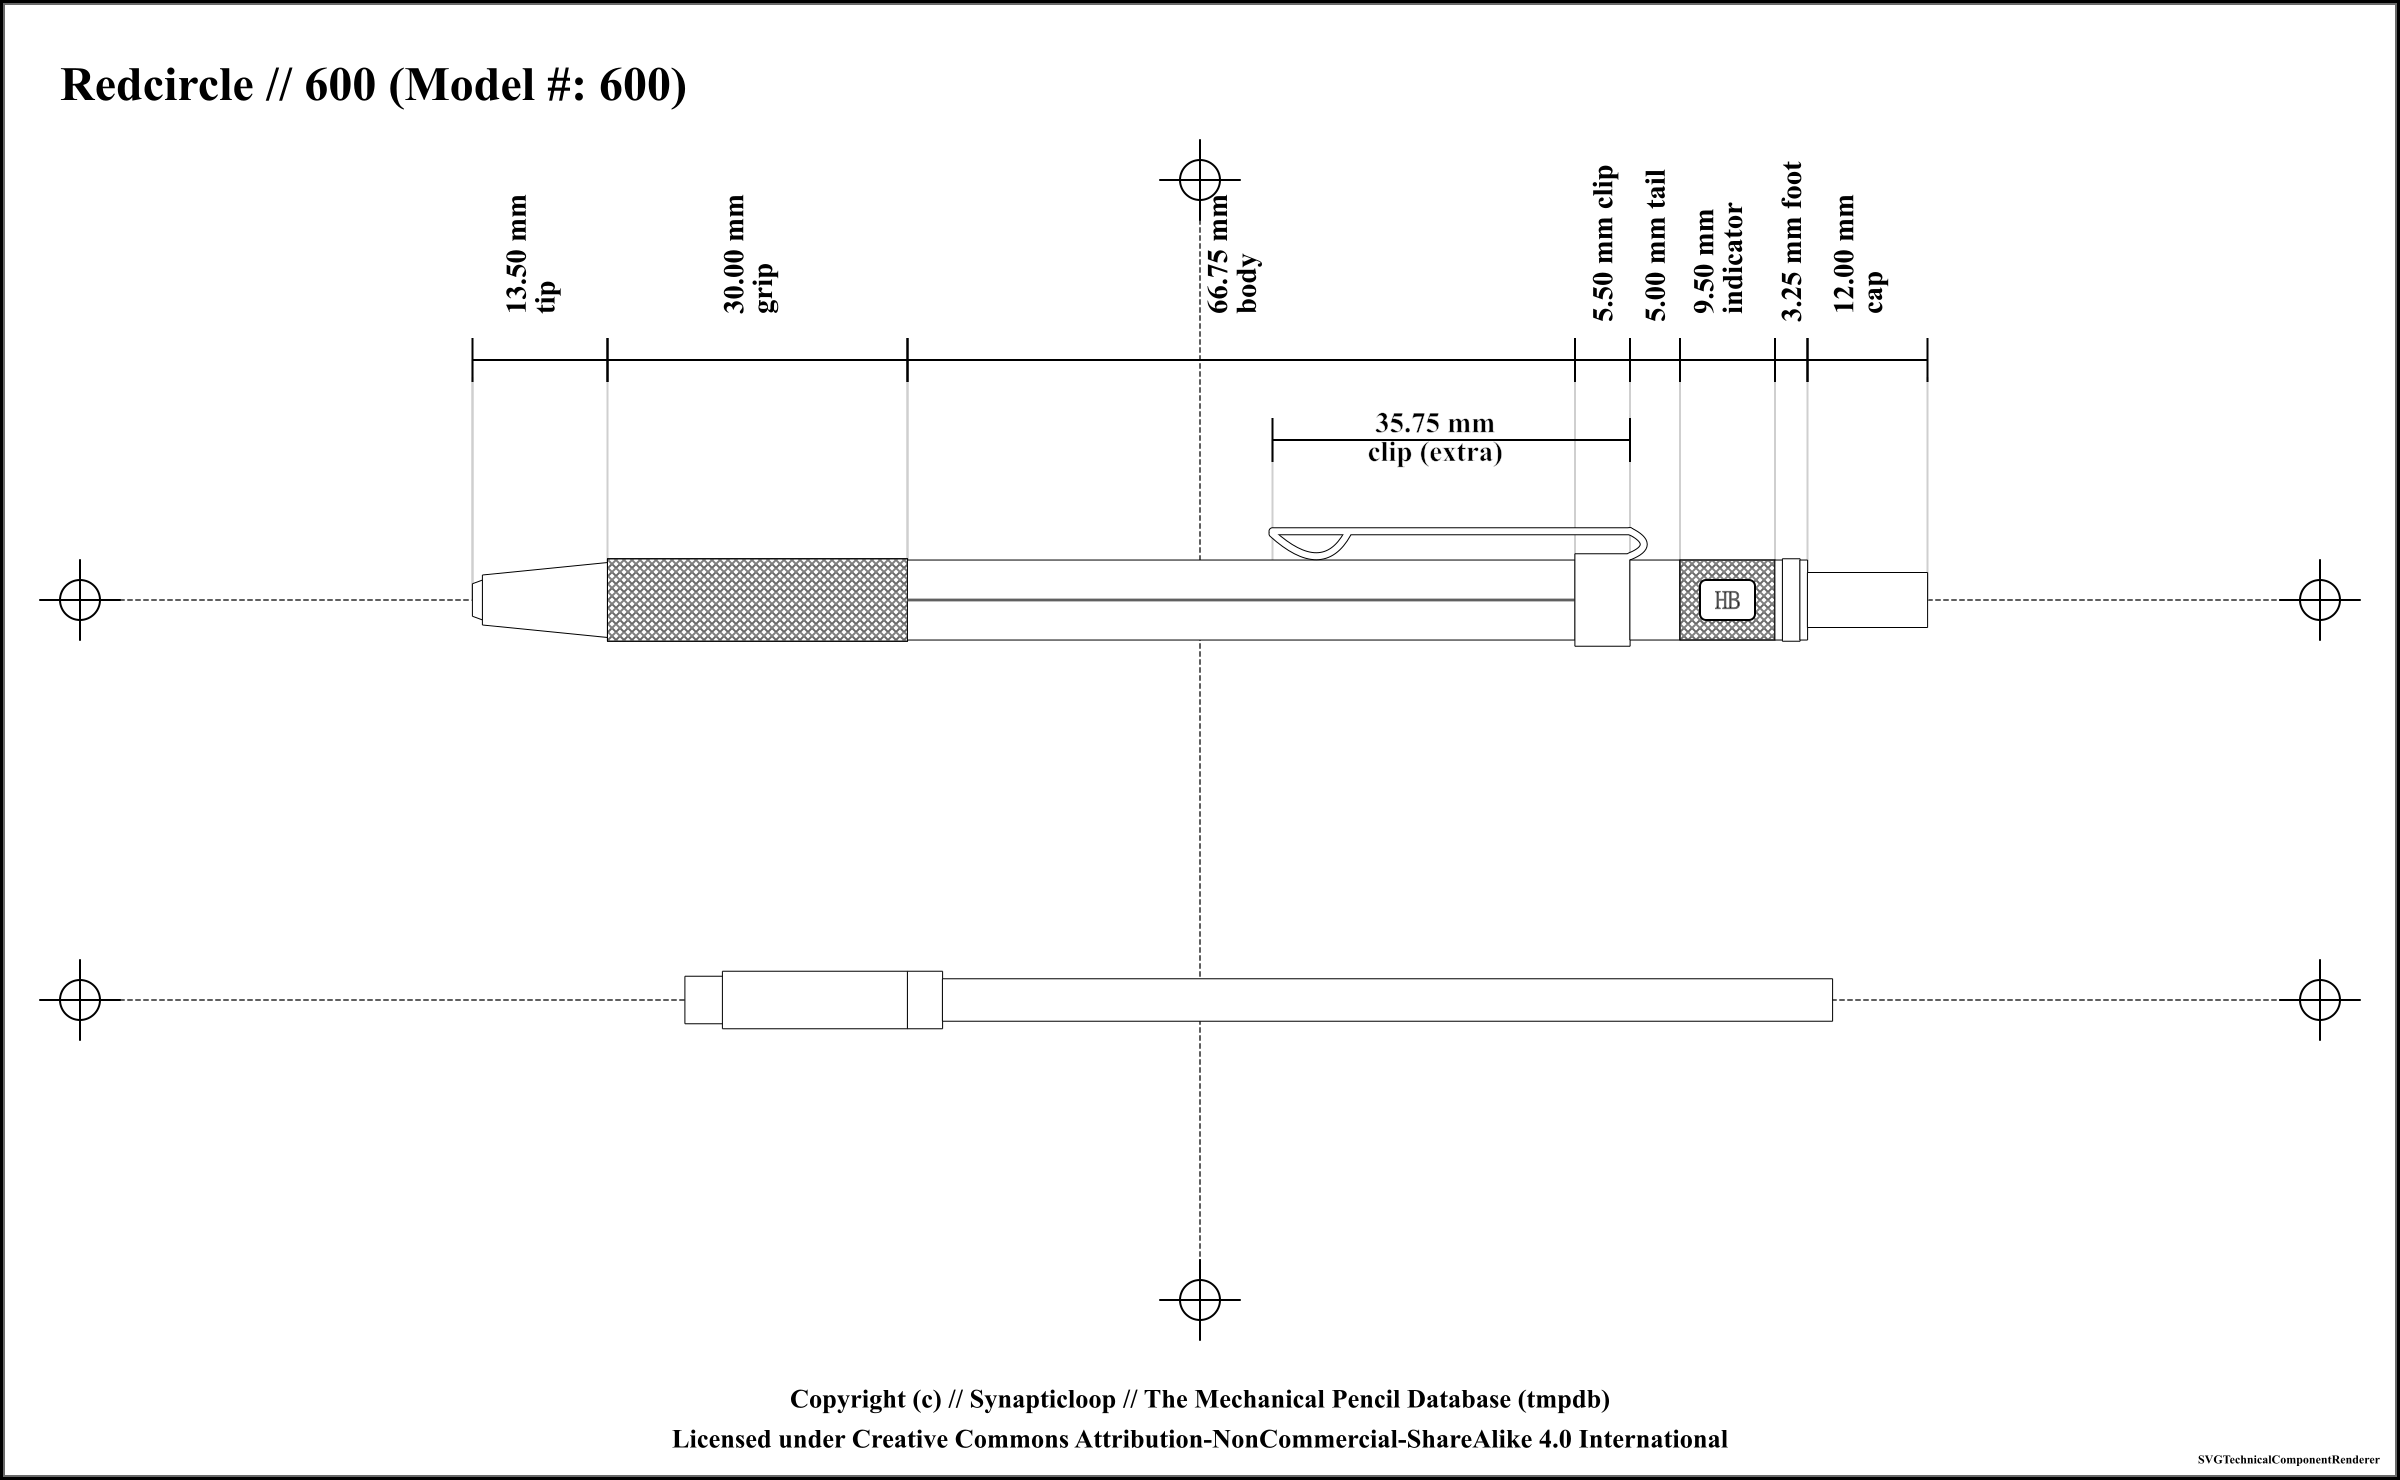 Redcircle // 600 (Model #: 600)
13.50 mm
tip
30.00 mm
grip
66.75 mm
body
5.50 mm clip
5.00 mm tail
9.50 mm
indicator
3.25 mm foot
12.00 mm
cap
35.75 mm
clip (extra)
HB
Copyright (c) // Synapticloop // The Mechanical Pencil Database (tmpdb)
Licensed under Creative Commons Attribution-NonCommercial-ShareAlike 4.0 International
SVGTechnicalComponentRenderer